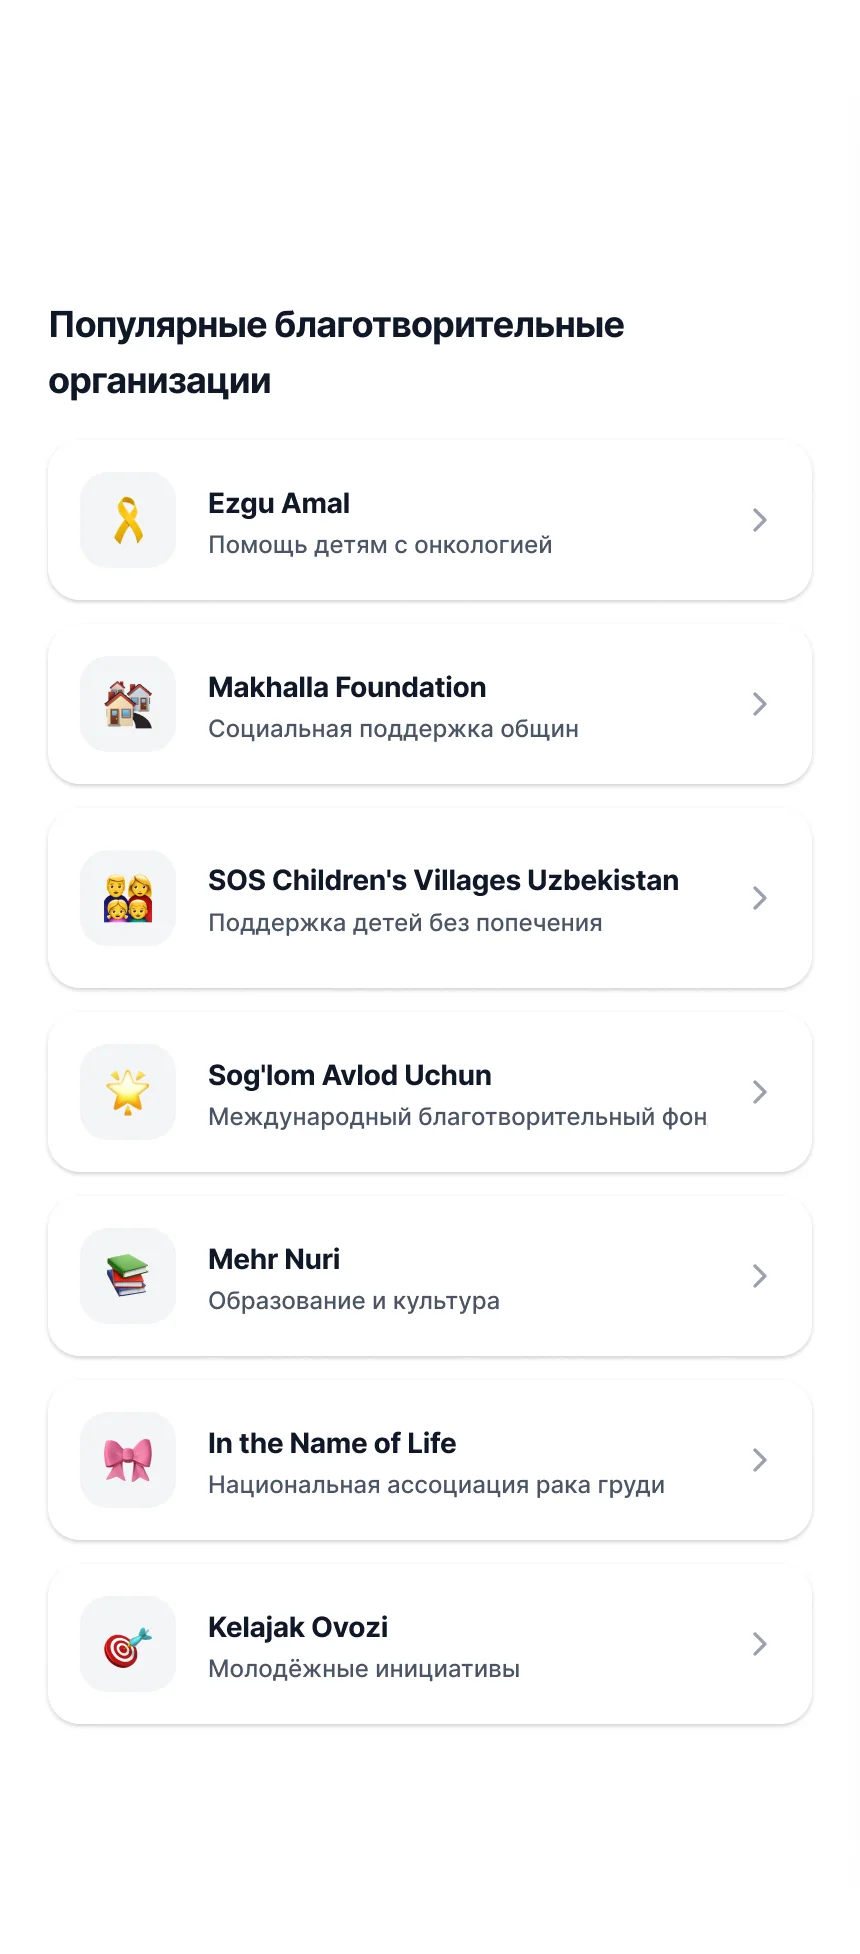 Популярные благотворительные
организации
Ezgu Amal
Помощь детям с онкологией
Makhalla Foundation
Социальная поддержка общин
SOS Children's Villages Uzbekistan
Поддержка детей без попечения
Sog'lom Avlod Uchun
Международный благотворительный фон
Mehr Nuri
Образование и культура
In the Name of Life
Национальная ассоциация рака груди
Kelajak Ovozi
Молодёжные инициативы